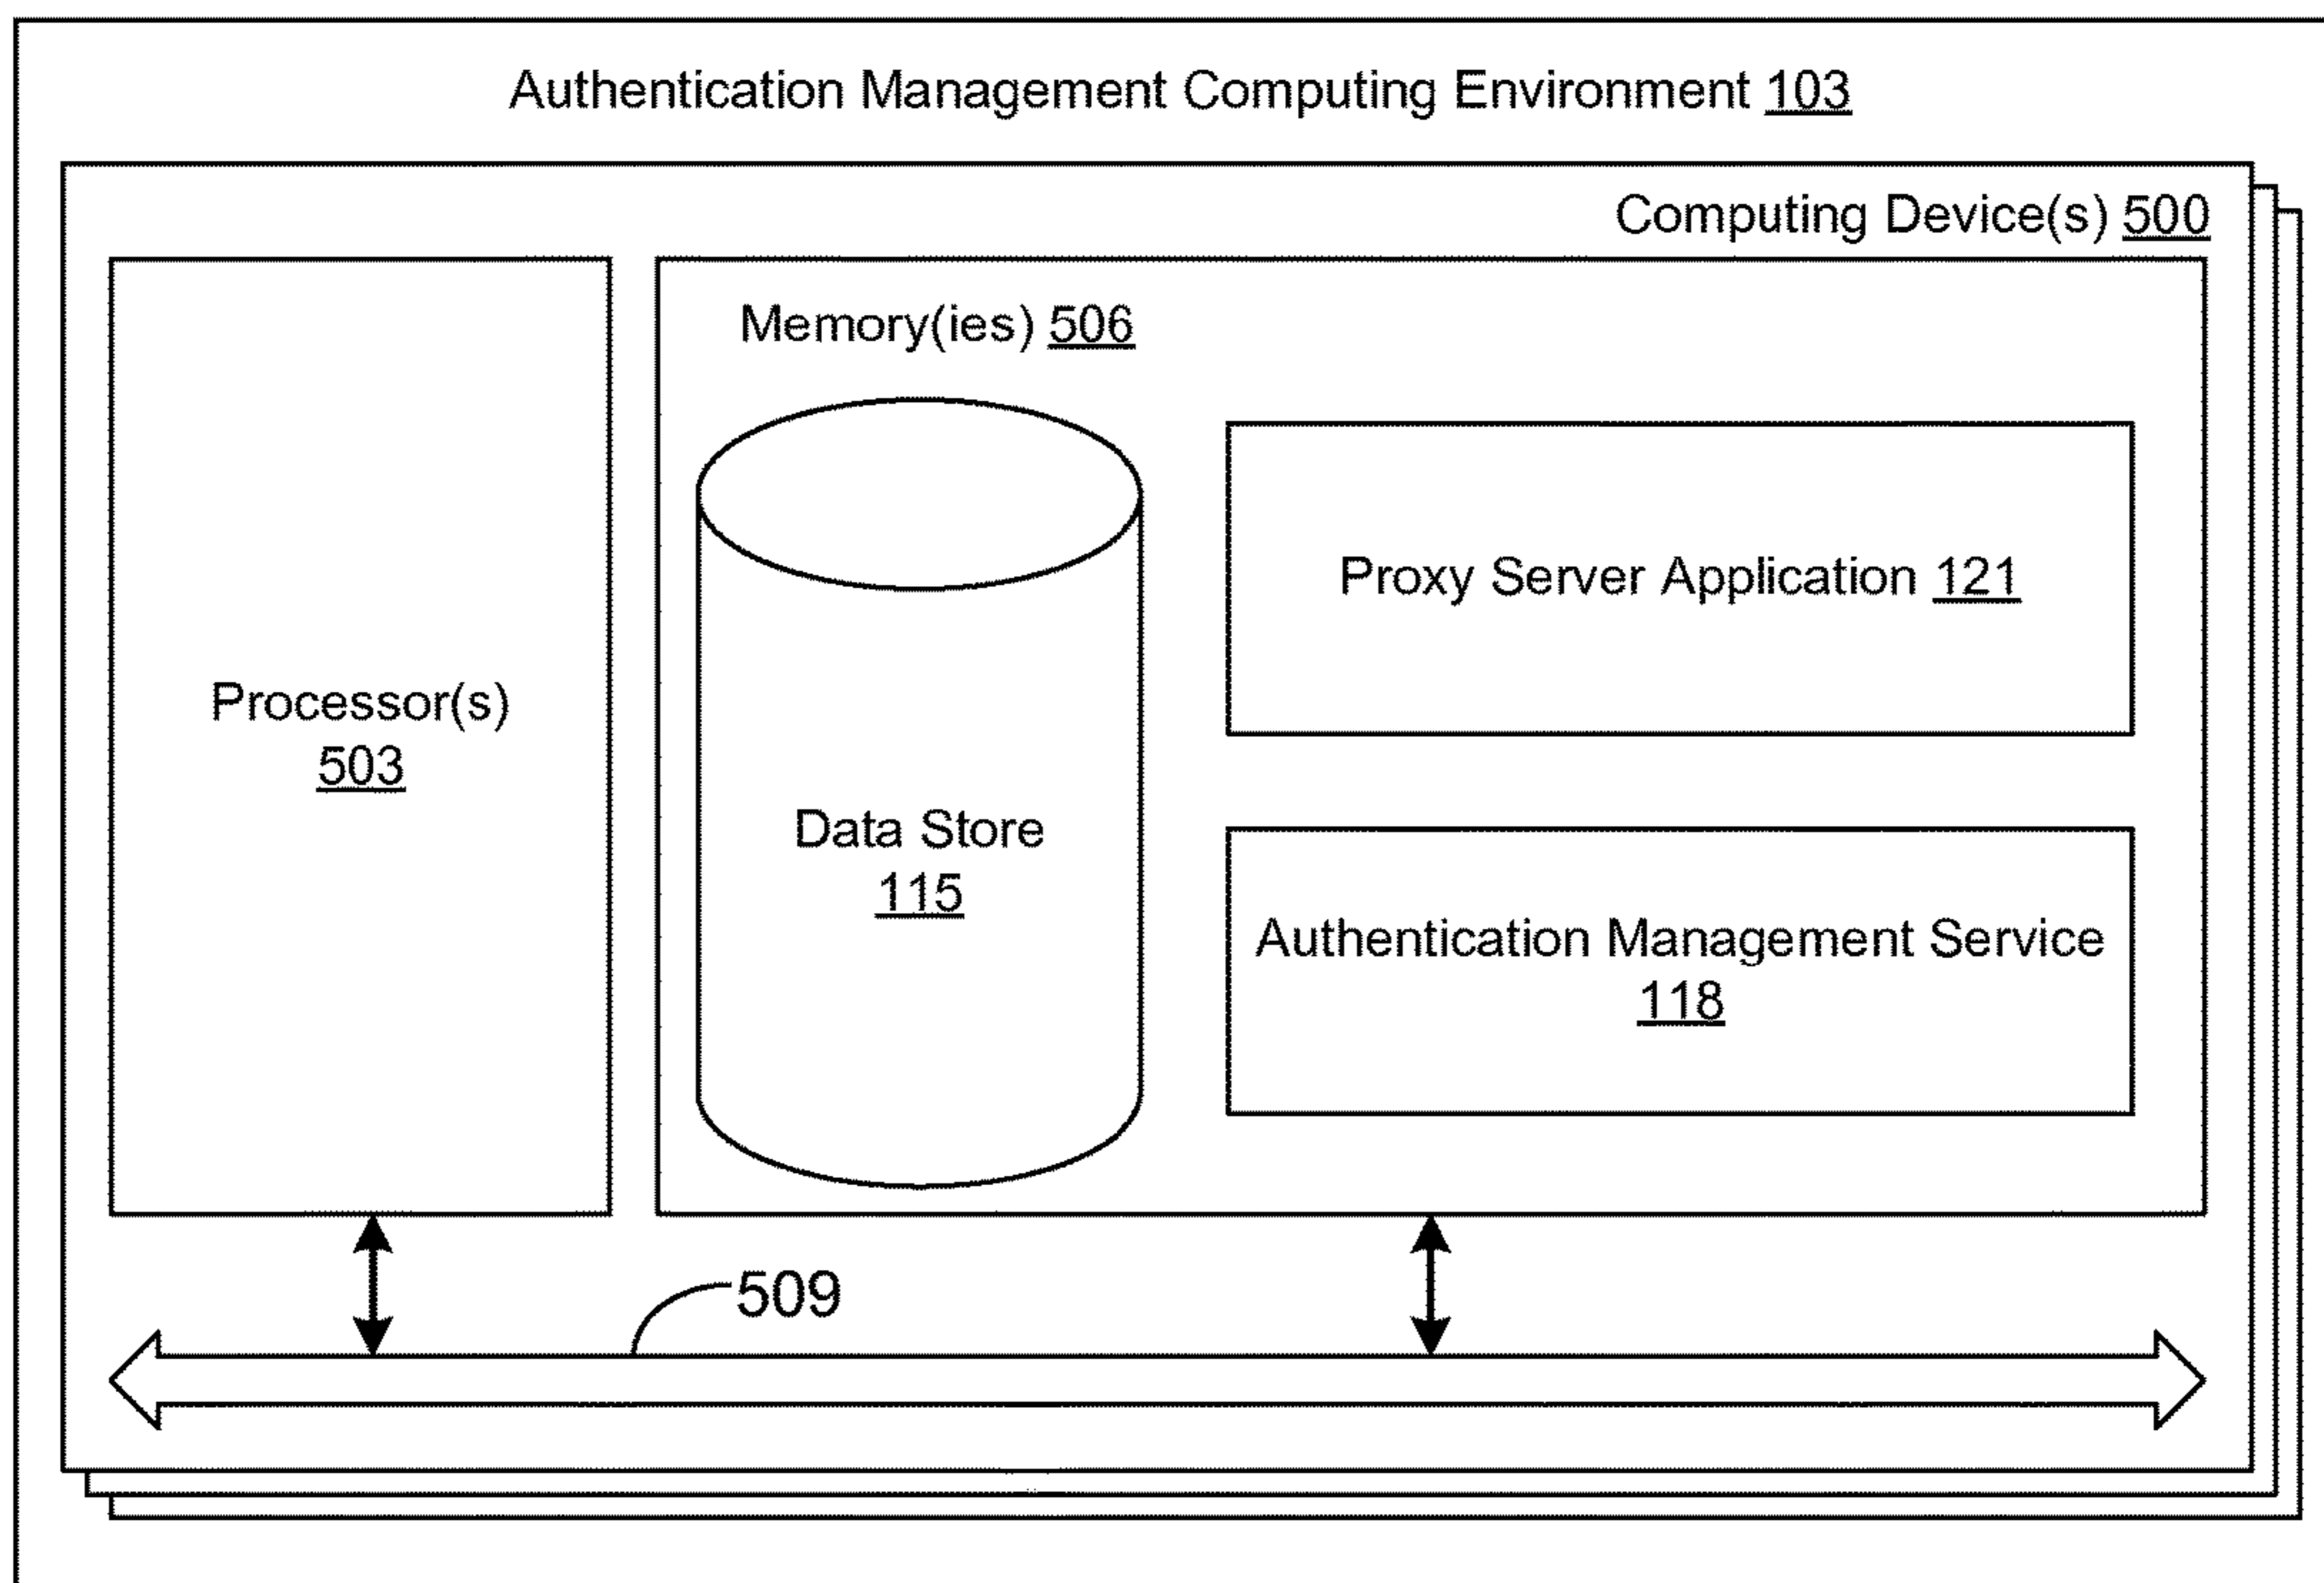 Authentication Management Computing Environment 103
Computing Device(s) 500
Memory(ies) 506
Proxy Server Application 121
Processor(s)
503
Data Store
115
Authentication Management Service
118
509